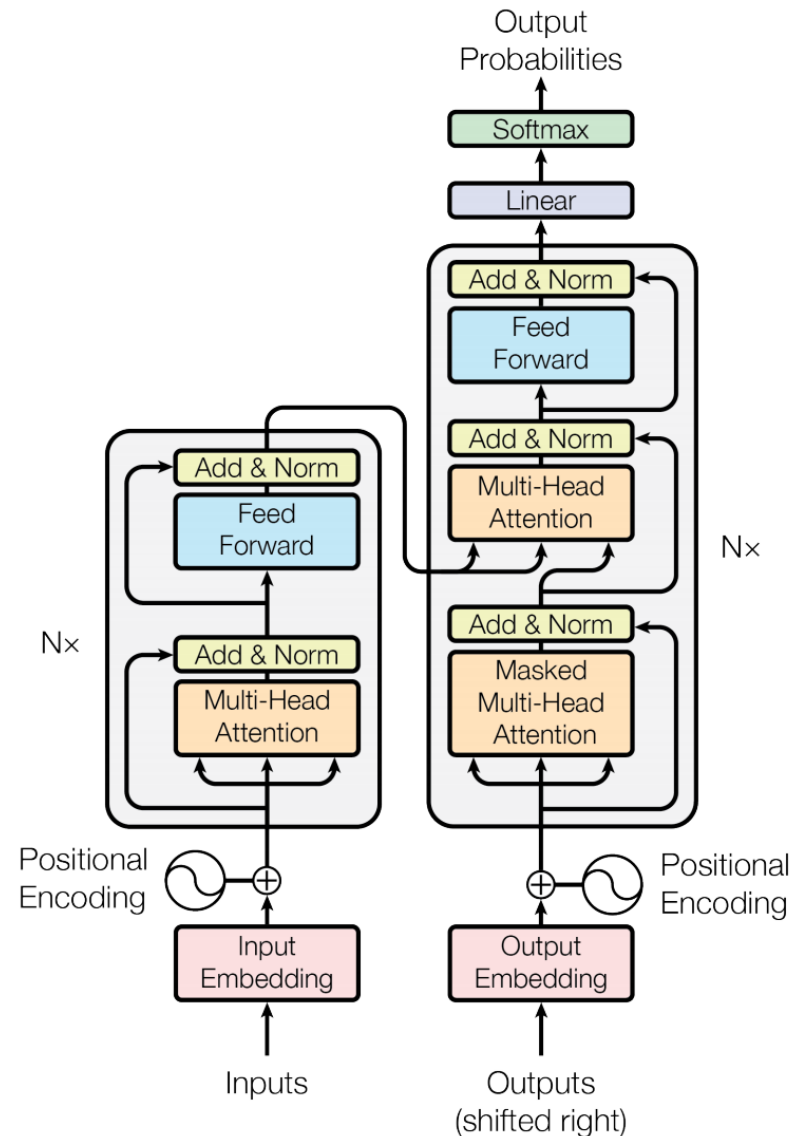 Output
Probabilities
Softmax
Linear
Add & Norm
Feed
Forward
Add & Norm
Multi-Head
Attention
Nx
Add & Norm
Masked
Multi-Head
Attention
Add & Norm
Feed
Forward
Nx
Add & Norm
Multi-Head
Attention
Positional
Encoding
Positional
Encoding
Input
Embedding
Output
Embedding
Inputs
Outputs
(shifted right)